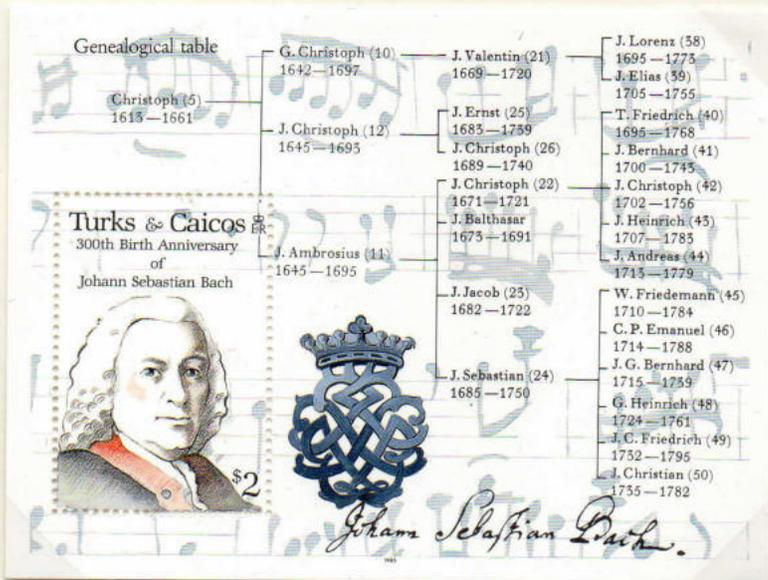 Genealogical table
Christoph (5)
1613—1661
G. Christoph (10)
1642—1697
J. Christoph (12)
1645—1693
J. Ambrosius (11)
1645—1695
J. Valentin (21)
1669—1720
J. Ernst (25)
1683—1739
J. Christoph (26)
1689—1740
J. Christoph (22)
1671—1721
J. Balthasar
1673—1691
J. Jacob (23)
1682—1722
J. Sebastian (24)
1685—1750
J. Lorenz (38)
1695—1773
J. Elias (39)
1705—1755
T. Friedrich (40)
1695—1768
J. Bernhard (41)
1700—1743
J. Christoph (42)
1702—1756
J. Heinrich (43)
1707—1783
J. Andreas (44)
1713—1779
W. Friedemann (45)
1710—1784
C. P. Emanuel (46)
1714—1788
J. G. Bernhard (47)
1715—1739
G. Heinrich (48)
1724—1761
J. C. Friedrich (49)
1732—1795
J. Christian (50)
1735—1782
Turks & Caicos
300th Birth Anniversary
of
Johann Sebastian Bach
$2
Johann Sebastian Bach.
1985